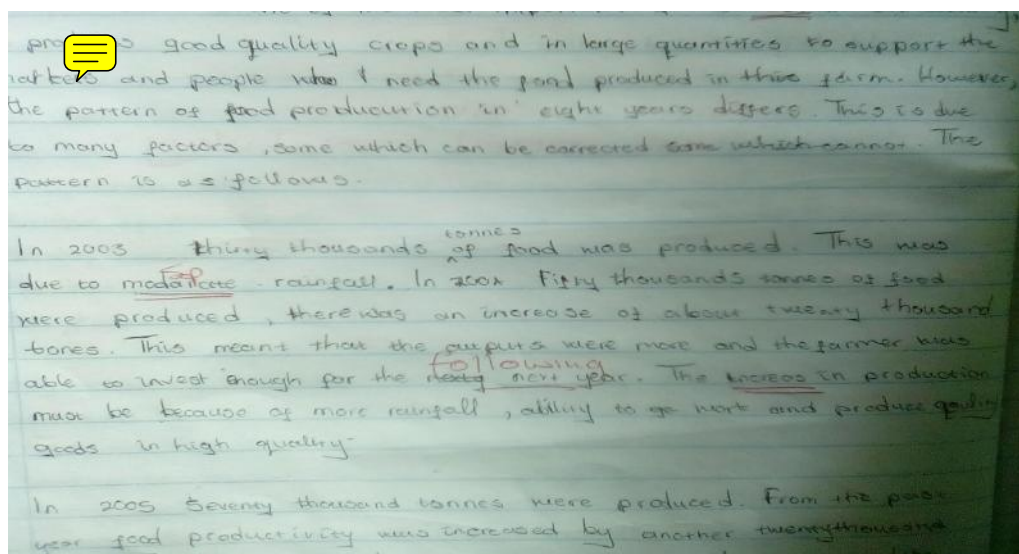 good quality crops and in large quantities to support the
and people who need the food produced in this farm. However,
the pattern of food producution in eight years differs. This is due
to many factors, some which can be corrected some which cannot. The
pattern is as follows.
In 2003 thirty thousands tonnes of food was produced. This was
due to rainfall. In 2004 Fifty thousands tonnes of food
were produced, there was an increase of about twenty thousand
tones. This meant that the outputs were more and the farmer was
able to invest enough for the next year. following The increas in production
must be because of more rainfall, ability to go work and produce
goods in high quality.
In 2005 Seventy thousand tonnes were produced. From the past
year food productivity was increased by another twenty thousand